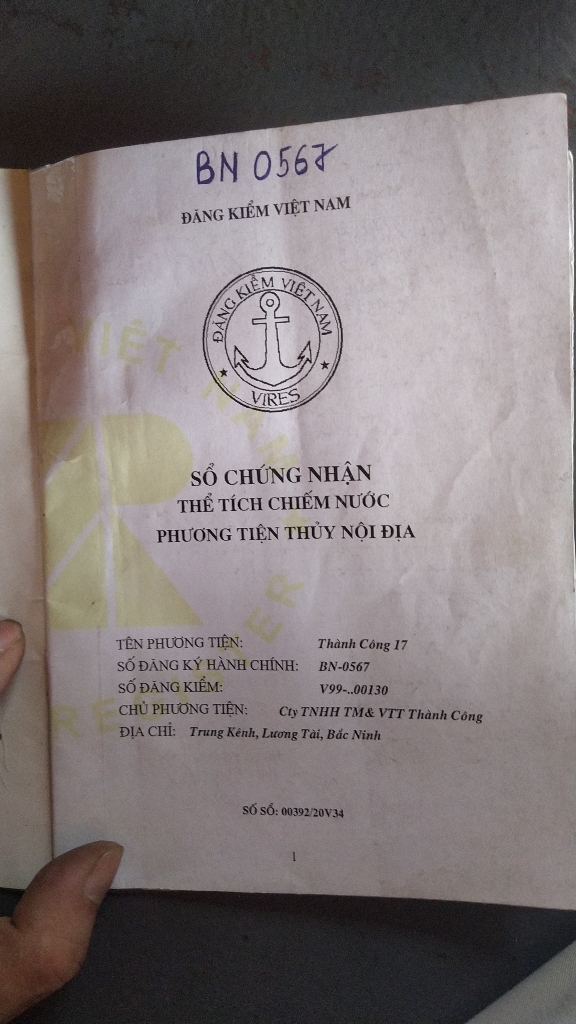 BN 0567
ĐĂNG KIỂM VIỆT NAM
ĐĂNG KIỂM VIỆT NAM
VIRES
VIỆT NAM
REGISTER
SỔ CHỨNG NHẬN
THỂ TÍCH CHIẾM NƯỚC
PHƯƠNG TIỆN THỦY NỘI ĐỊA
TÊN PHƯƠNG TIỆN: Thành Công 17
SỐ ĐĂNG KÝ HÀNH CHÍNH: BN-0567
SỐ ĐĂNG KIỂM: V99-..00130
CHỦ PHƯƠNG TIỆN: Cty TNHH TM& VTT Thành Công
ĐỊA CHỈ: Trung Kênh, Lương Tài, Bắc Ninh
SỐ SỔ: 00392/20V34
1